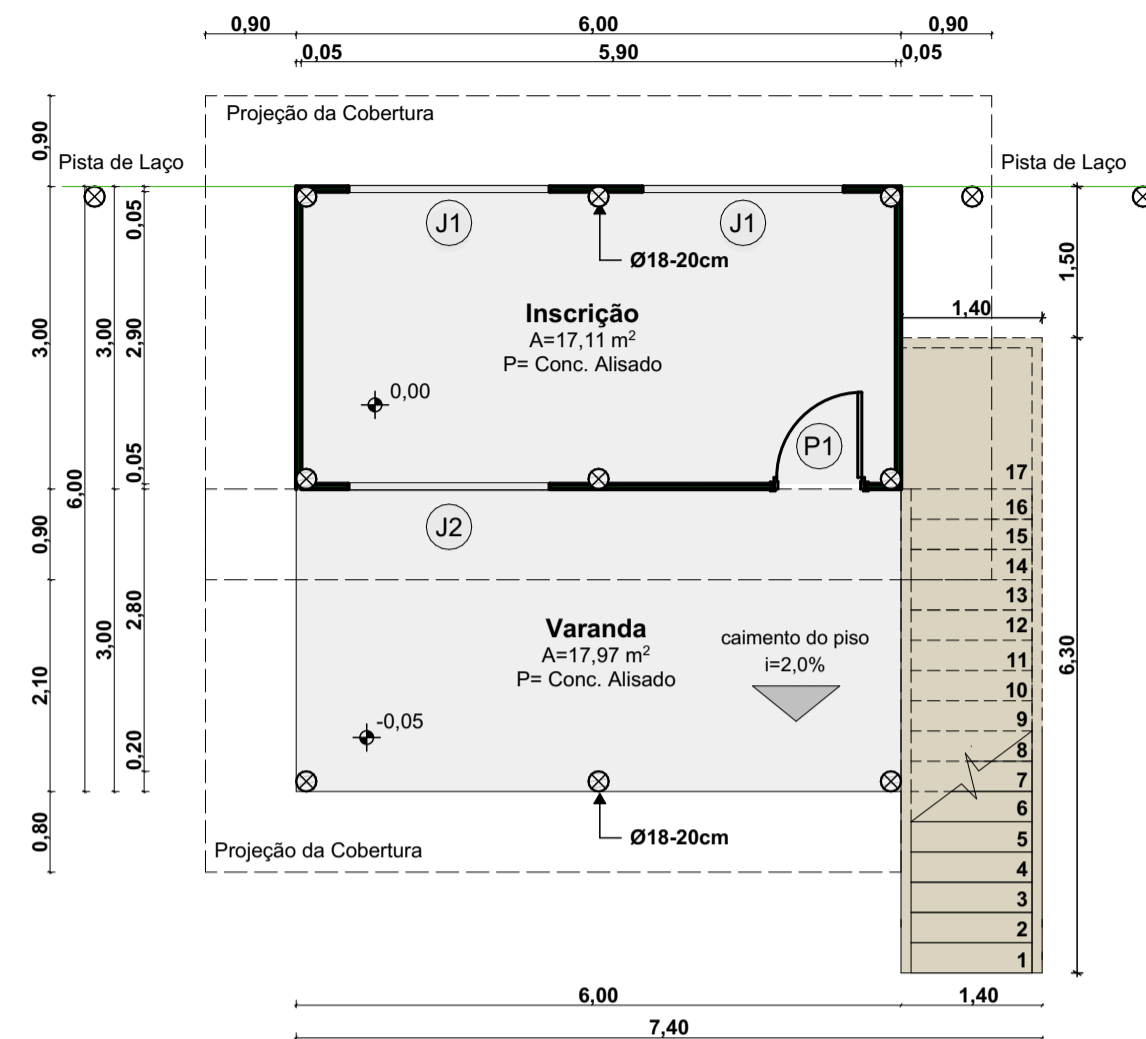 0,90 6,00 0,90
0,05 5,90 0,05
Projeção da Cobertura
0,90
Pista de Laço
Pista de Laço
0,05
J1 J1
Ø18-20cm
1,50
1,40
Inscrição
A=17,11 m²
P= Conc. Alisado
3,00 3,00 2,90
0,00
P1
0,05
6,00
17
16
15
14
13
12
11
10
9
8
7
6
5
4
3
2
1
J2
0,90
Varanda
A=17,97 m²
P= Conc. Alisado
caimento do piso
i=2,0%
2,80
3,00
6,30
2,10
-0,05
0,20
0,80
Ø18-20cm
Projeção da Cobertura
6,00 1,40
7,40